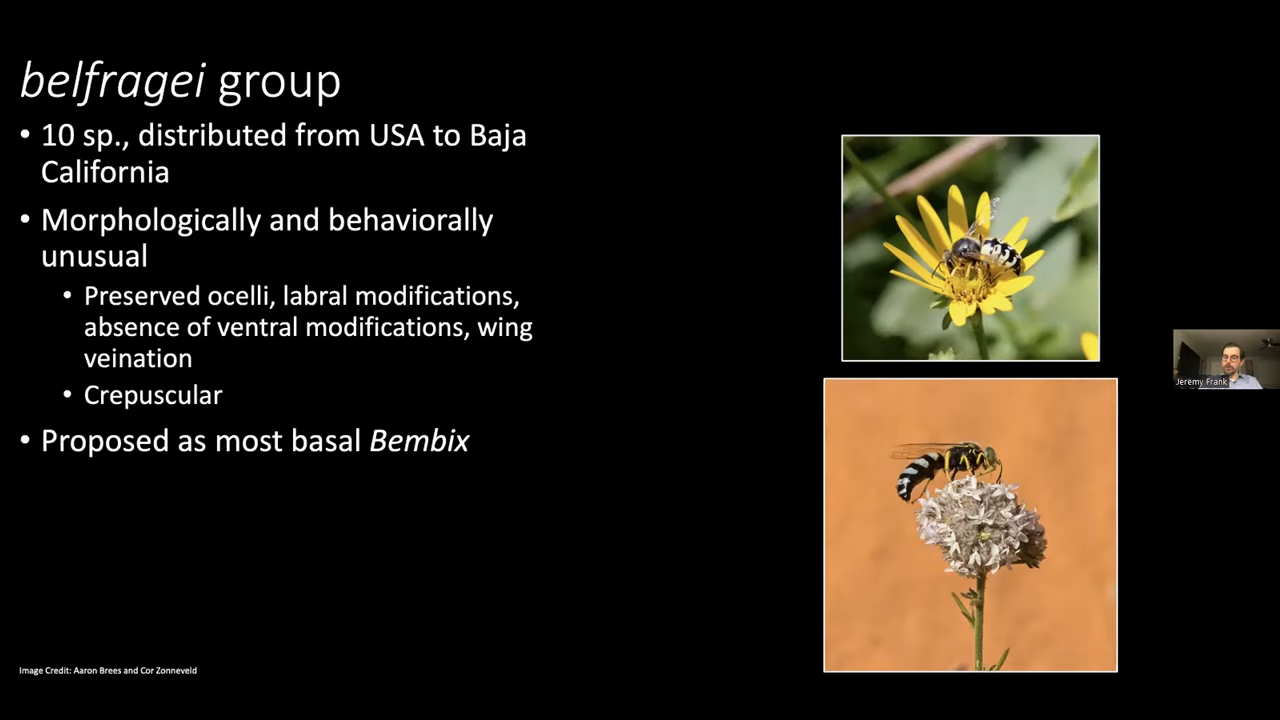 belfragei group
• 10 sp., distributed from USA to Baja
California
• Morphologically and behaviorally
unusual
• Preserved ocelli, labral modifications,
absence of ventral modifications, wing
veination
• Crepuscular
• Proposed as most basal Bembix
Jeremy Frank
Image Credit: Aaron Brees and Cor Zonneveld